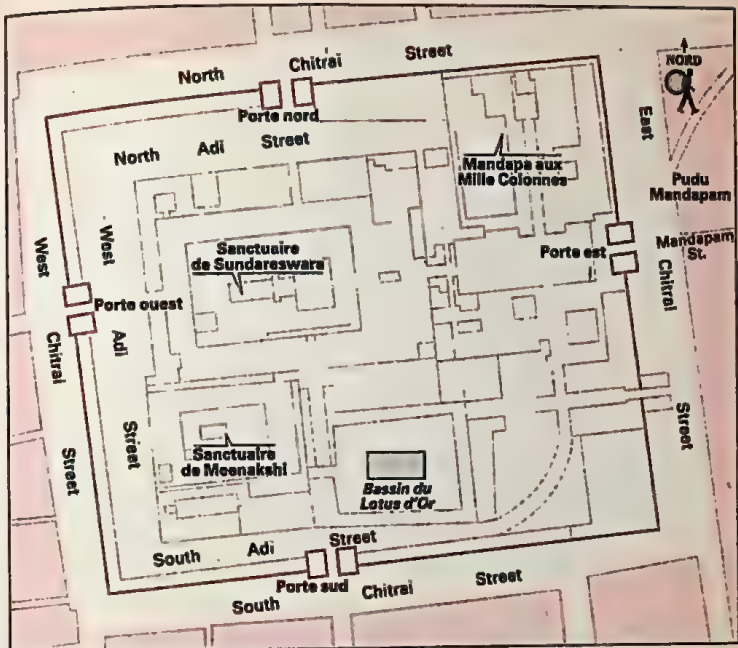 North Chitrai Street
NORD
Porte nord
North Adi Street
East Chitrai Street
Mandapa aux
Mille Colonnes
Pudu
Mandapam
Mandapam
St.
Porte est
Sanctuaire
de Sundareswara
West Chitrai Street
West Adi Street
Porte ouest
Sanctuaire
de Meenakshi
Bassin du
Lotus d'Or
South Adi Street
Porte sud
South Chitrai Street